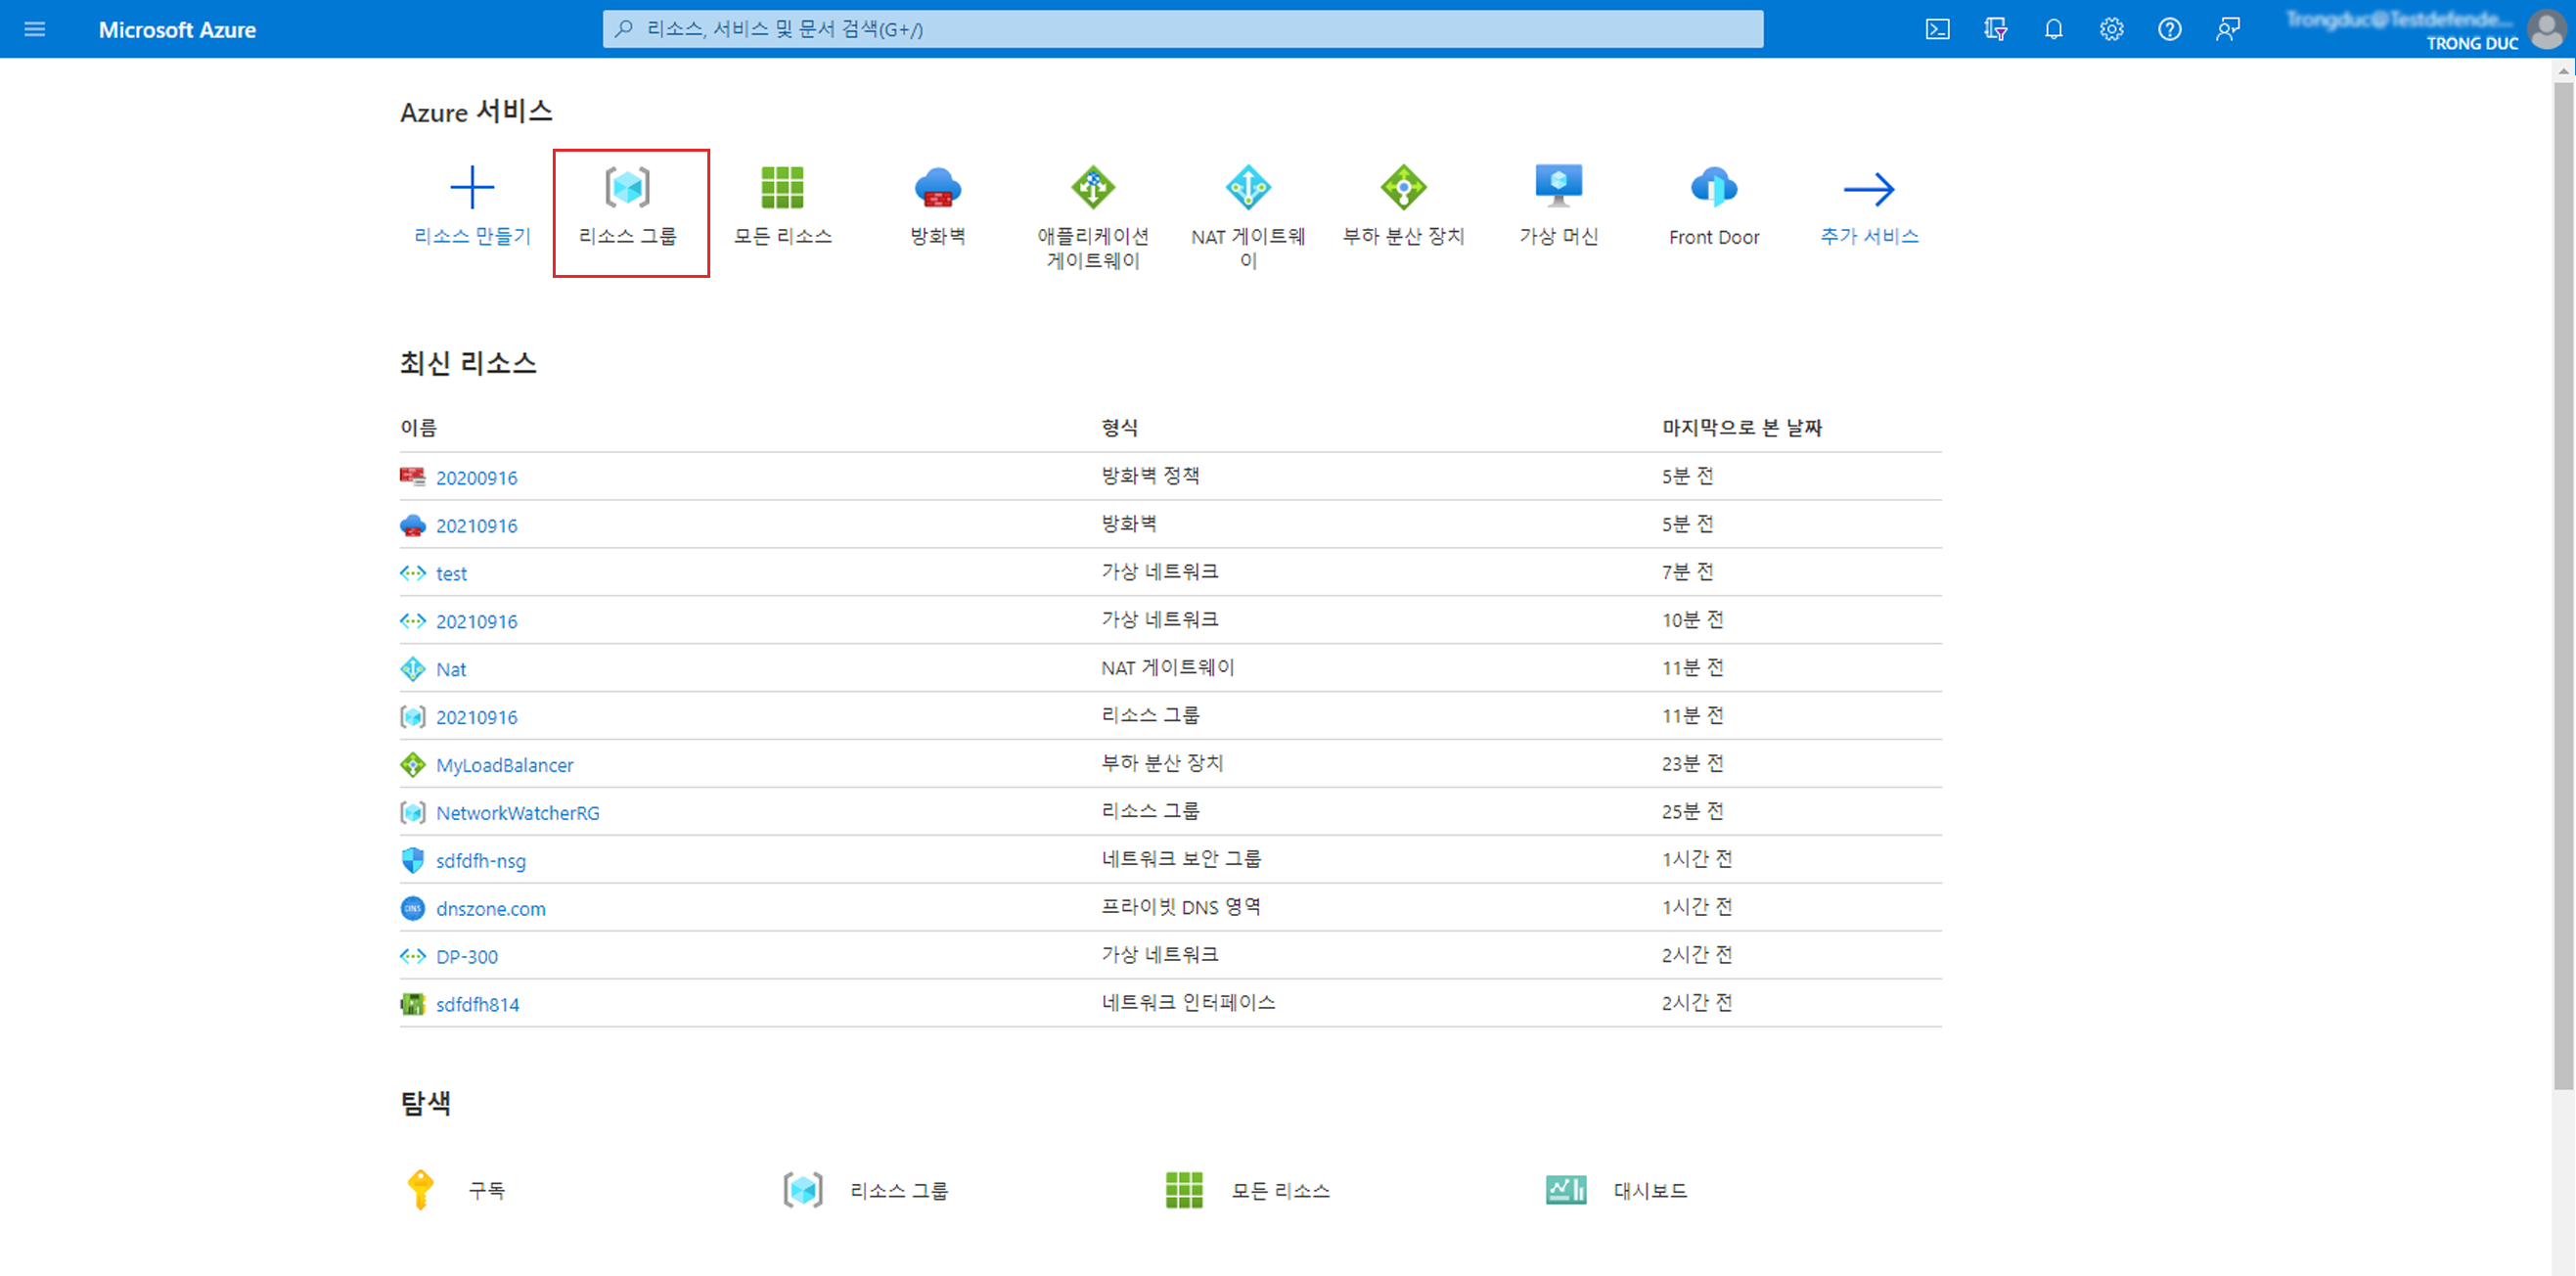 Microsoft Azure
리소스, 서비스 및 문서 검색(G+/)
TRONG DUC
Azure 서비스
리소스 만들기
리소스 그룹
모든 리소스
방화벽
애플리케이션
게이트웨이
NAT 게이트웨
이
부하 분산 장치
가상 머신
Front Door
추가 서비스
최신 리소스
이름 형식 마지막으로 본 날짜
20200916 방화벽 정책 5분 전
20210916 방화벽 5분 전
test 가상 네트워크 7분 전
20210916 가상 네트워크 10분 전
Nat NAT 게이트웨이 11분 전
20210916 리소스 그룹 11분 전
MyLoadBalancer 부하 분산 장치 23분 전
NetworkWatcherRG 리소스 그룹 25분 전
sdfdfh-nsg 네트워크 보안 그룹 1시간 전
DNS dnszone.com 프라이빗 DNS 영역 1시간 전
DP-300 가상 네트워크 2시간 전
sdfdfh814 네트워크 인터페이스 2시간 전
탐색
구독
리소스 그룹
모든 리소스
대시보드